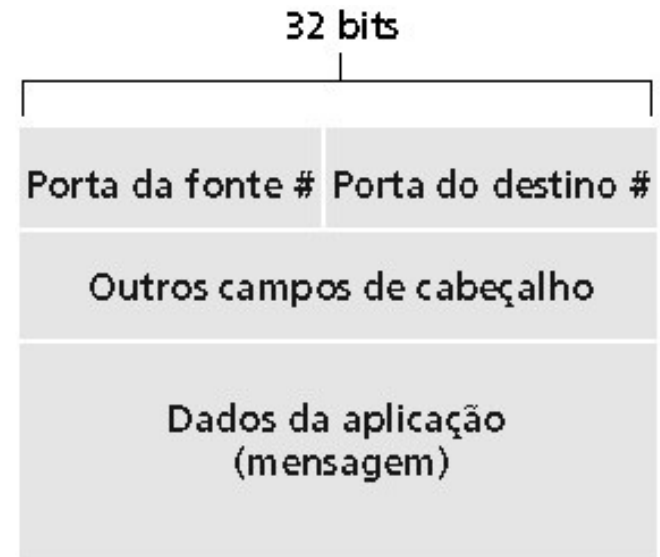 32 bits
Porta da fonte # Porta do destino #
Outros campos de cabeçalho
Dados da aplicação
(mensagem)